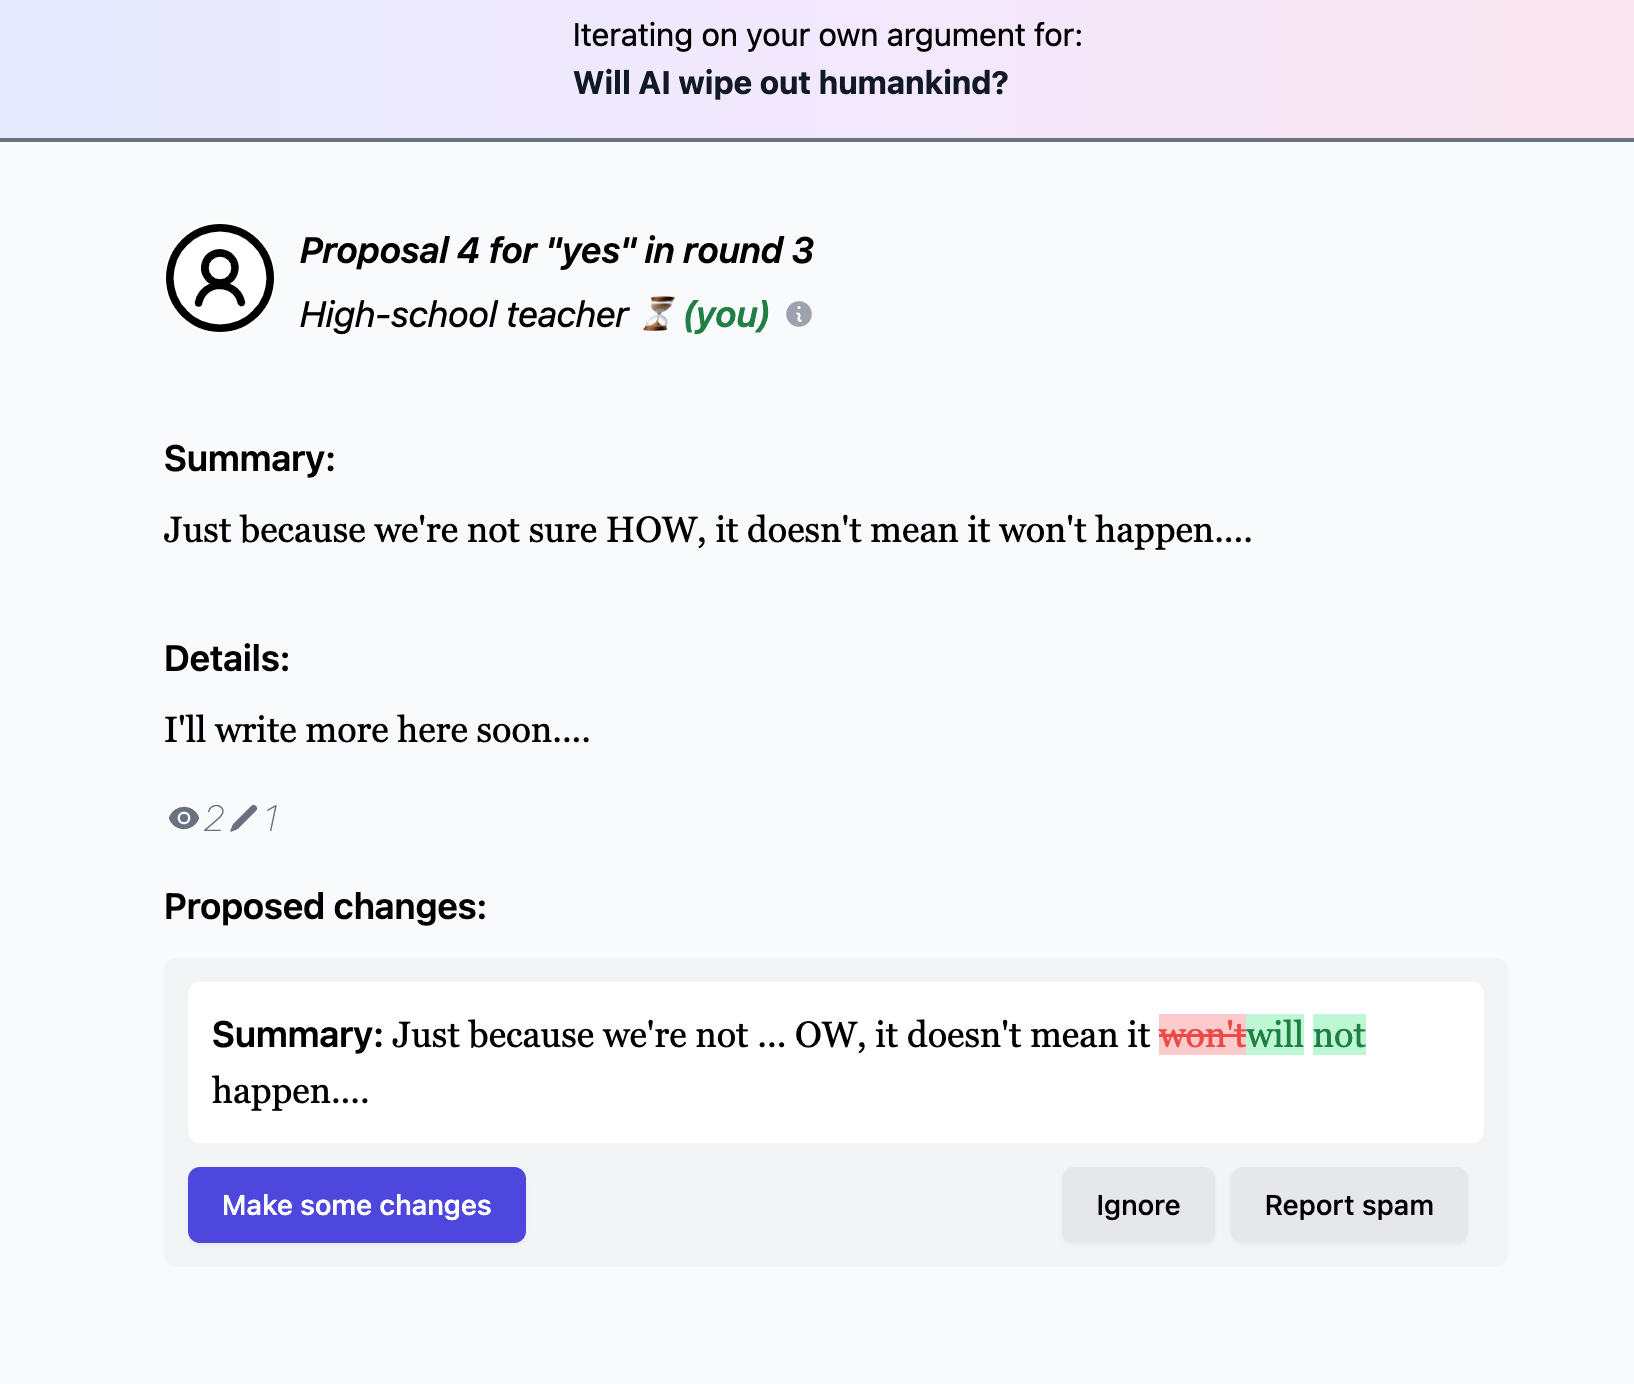 Iterating on your own argument for:
Will AI wipe out humankind?
Proposal 4 for "yes" in round 3
High-school teacher ⏳ (you)
Summary:
Just because we're not sure HOW, it doesn't mean it won't happen....
Details:
I'll write more here soon....
2 1
Proposed changes:
Summary: Just because we're not ... OW, it doesn't mean it won't will not
happen....
Make some changes
Ignore
Report spam